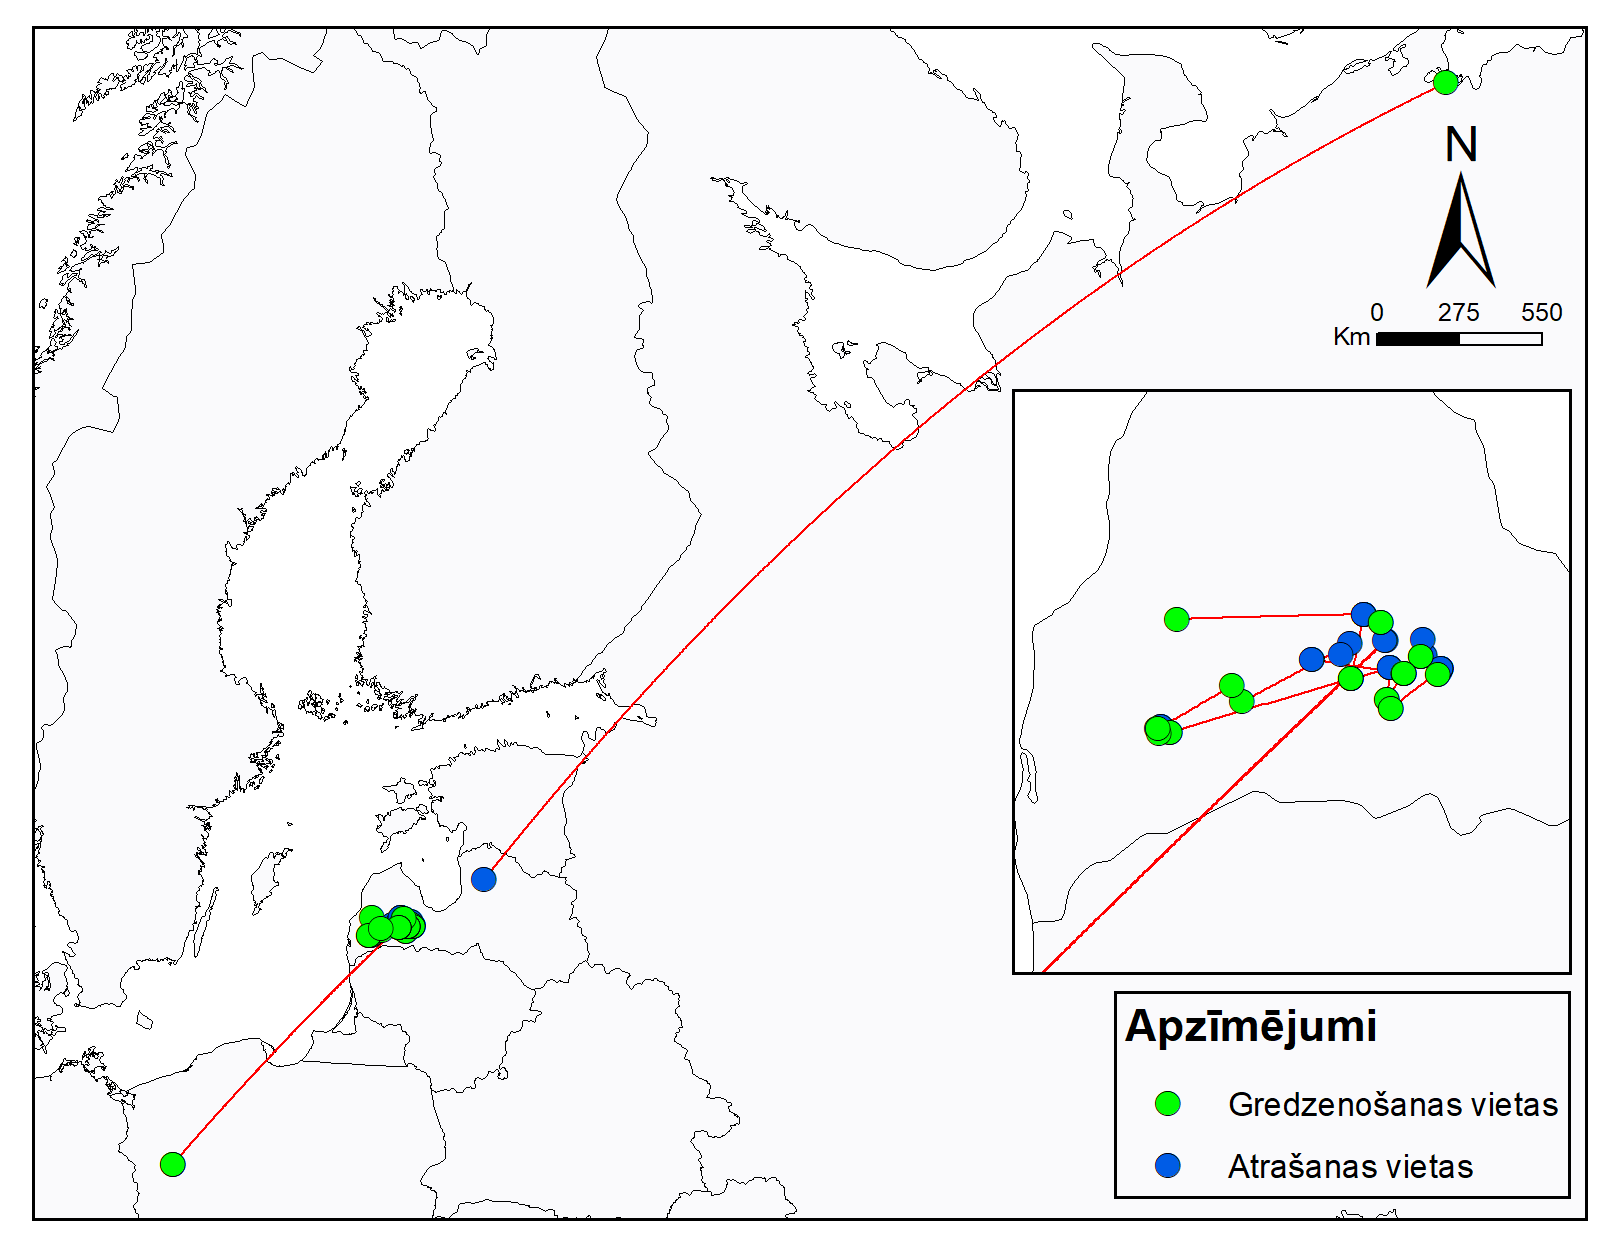 N
0 275 550
Km
Apzīmējumi
Gredzenošanas vietas
Atrašanas vietas